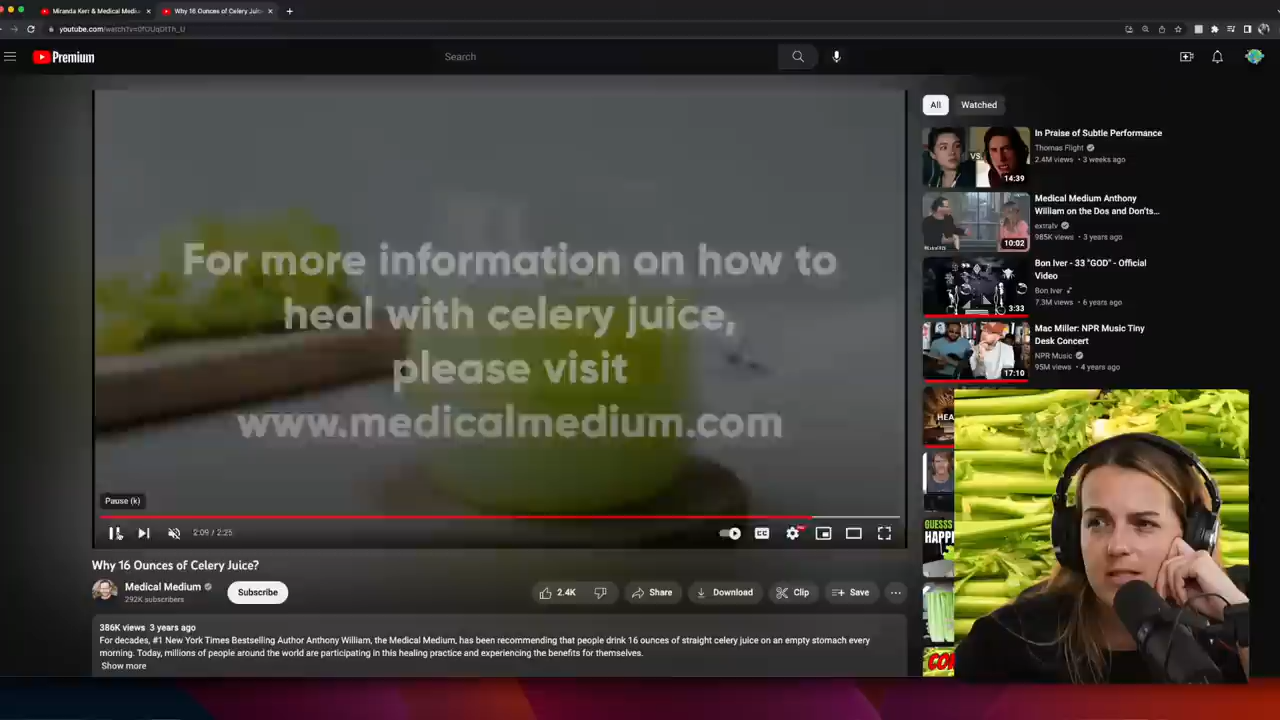 Miranda Kerr & Medical Medium
Why 16 Ounces of Celery Juice
Premium
Search
All
Watched
In Praise of Subtle Performance
Thomas Flight
2.4M views • 3 weeks ago
VS.
14:39
Medical Medium Anthony
William on the Dos and Don'ts...
extratv
985K views • 3 years ago
10:02
Bon Iver - 33 "GOD" - Official
Video
Bon Iver
7.3M views • 6 years ago
3:33
Mac Miller: NPR Music Tiny
Desk Concert
NPR Music
95M views • 4 years ago
17:10
For more information on how to
heal with celery juice,
please visit
www.medicalmedium.com
Pause (k)
2:09 / 2:25
CC
Why 16 Ounces of Celery Juice?
Medical Medium
292K subscribers
Subscribe
2.4K
Share
Download
Clip
Save
386K views 3 years ago
For decades, #1 New York Times Bestselling Author Anthony William, the Medical Medium, has been recommending that people drink 16 ounces of straight celery juice on an empty stomach every
morning. Today, millions of people around the world are participating in this healing practice and experiencing the benefits for themselves.
Show more